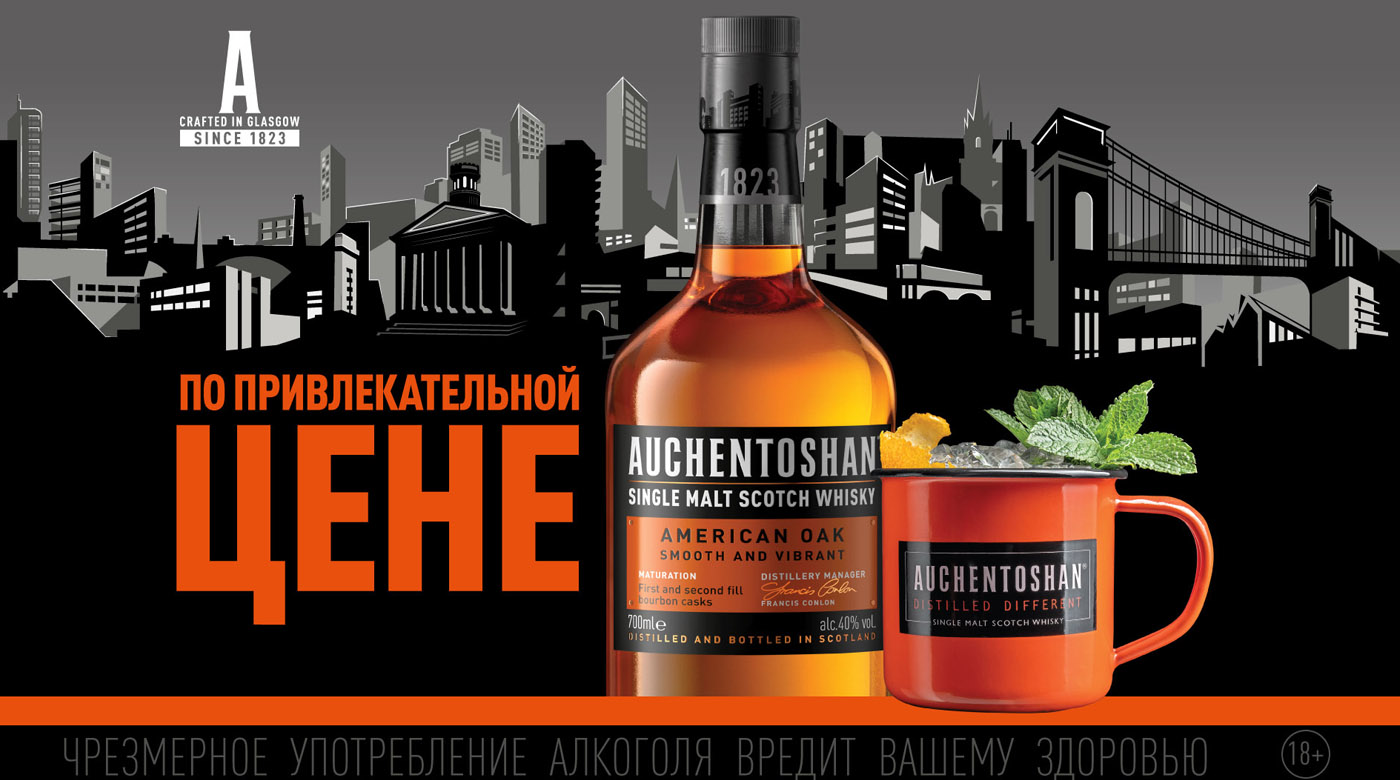 A
CRAFTED IN GLASGOW
SINCE 1823
1823
ПО ПРИВЛЕКАТЕЛЬНОЙ
ЦЕНЕ
AUCHENTOSHAN
SINGLE MALT SCOTCH WHISKY
AMERICAN OAK
SMOOTH AND VIBRANT
MATURATION
First and second fill
bourbon casks
DISTILLERY MANAGER
Francis Conlon
FRANCIS CONLON
700ml℮
alc.40% vol.
DISTILLED AND BOTTLED IN SCOTLAND
AUCHENTOSHAN®
DISTILLED DIFFERENT
SINGLE MALT SCOTCH WHISKY
ЧРЕЗМЕРНОЕ УПОТРЕБЛЕНИЕ АЛКОГОЛЯ ВРЕДИТ ВАШЕМУ ЗДОРОВЬЮ
18+